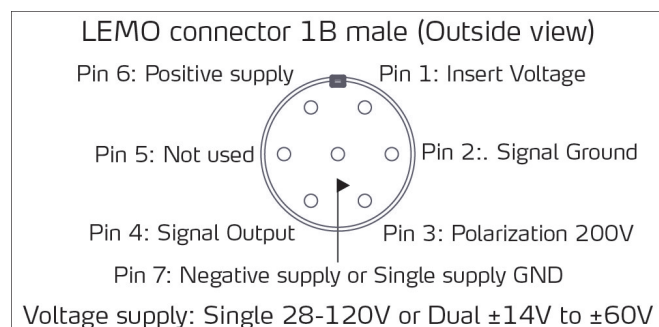 LEMO connector 1B male (Outside view)
Pin 6: Positive supply
Pin 1: Insert Voltage
Pin 5: Not used
Pin 2:. Signal Ground
Pin 4: Signal Output
Pin 3: Polarization 200V
Pin 7: Negative supply or Single supply GND
Voltage supply: Single 28-120V or Dual ±14V to ±60V